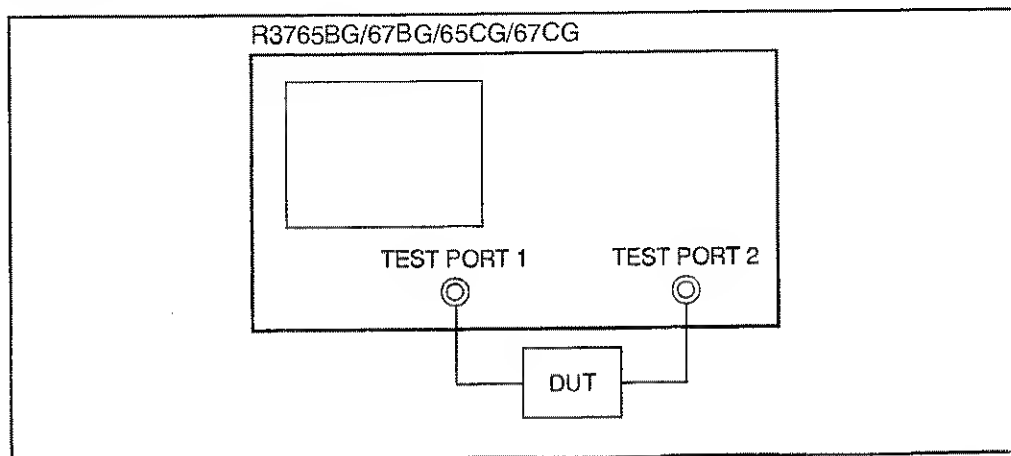 R3765BG/67BG/65CG/67CG
TEST PORT 1
TEST PORT 2
DUT